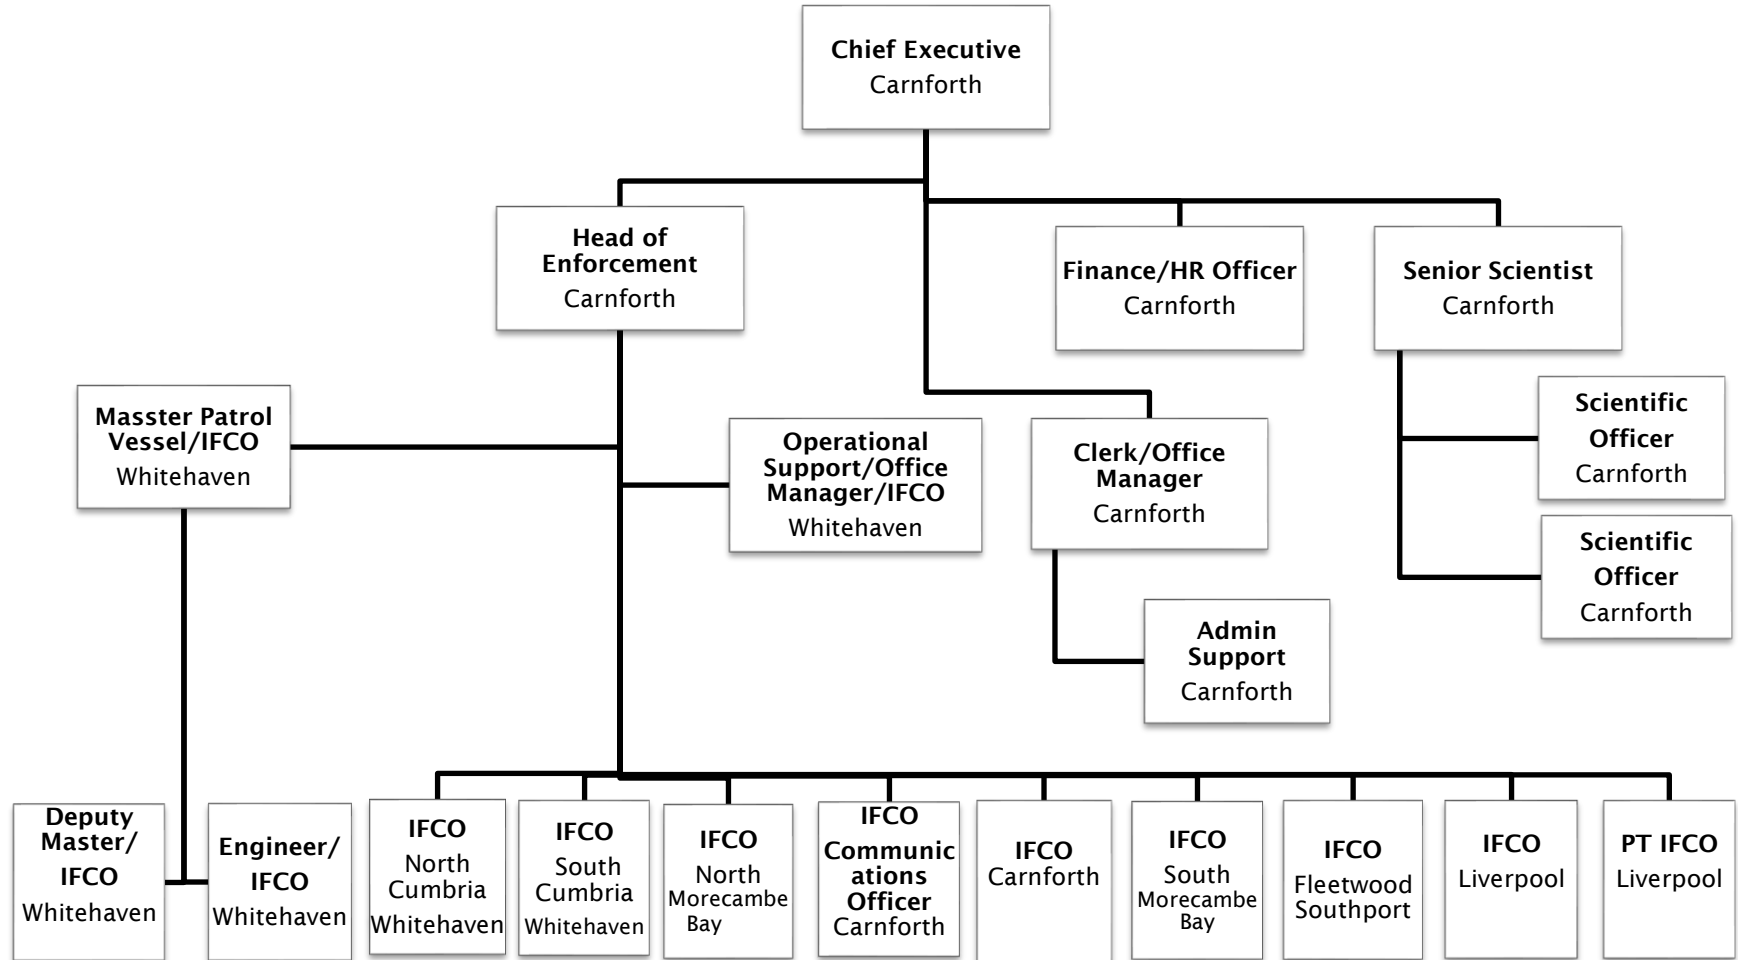 Chief Executive
Carnforth
Head of
Enforcement
Carnforth
Finance/HR Officer
Carnforth
Senior Scientist
Carnforth
Masster Patrol
Vessel/IFCO
Whitehaven
Operational
Support/Office
Manager/IFCO
Whitehaven
Clerk/Office
Manager
Carnforth
Scientific
Officer
Carnforth
Scientific
Officer
Carnforth
Admin
Support
Carnforth
Deputy
Master/
IFCO
Whitehaven
Engineer/
IFCO
Whitehaven
IFCO
North
Cumbria
Whitehaven
IFCO
South
Cumbria
Whitehaven
IFCO
North
Morecambe
Bay
IFCO
Communic
ations
Officer
Carnforth
IFCO
Carnforth
IFCO
South
Morecambe
Bay
IFCO
Fleetwood
Southport
IFCO
Liverpool
PT IFCO
Liverpool